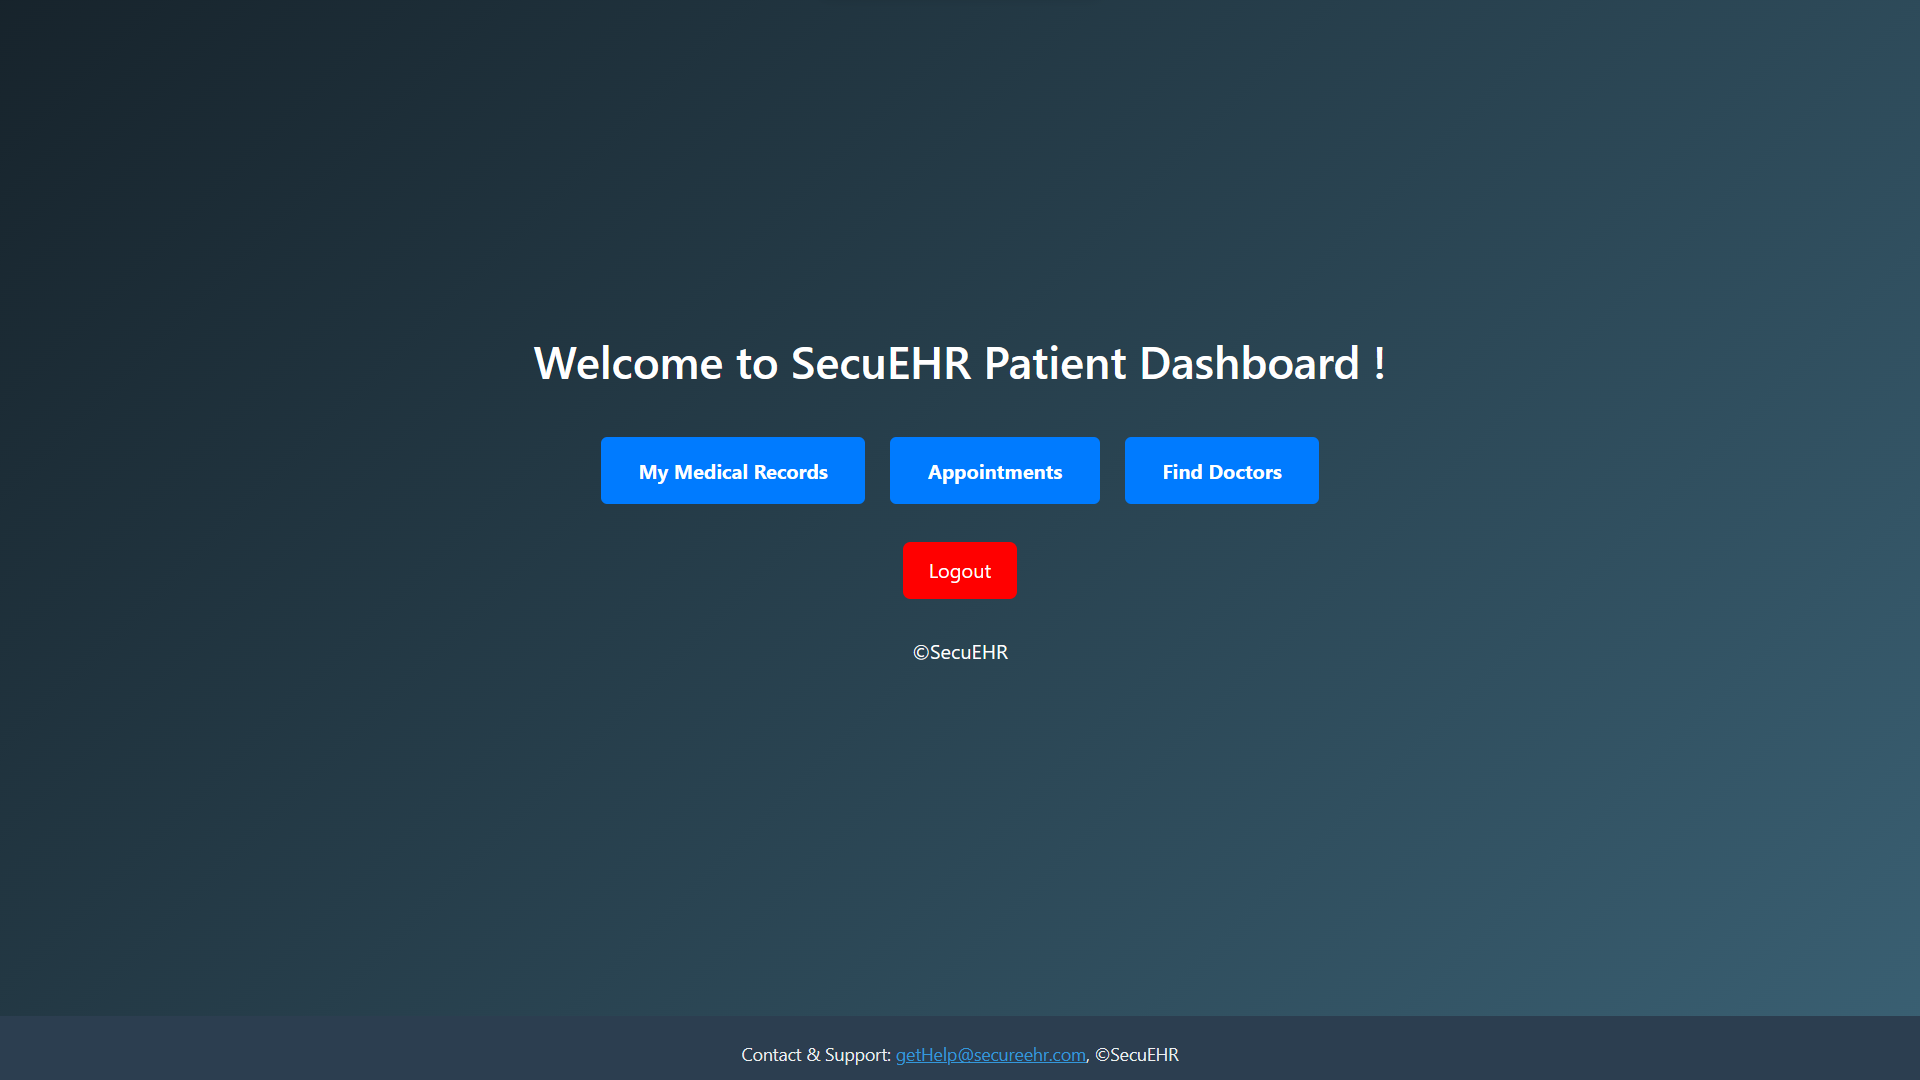 Welcome to SecuEHR Patient Dashboard !
My Medical Records
Appointments
Find Doctors
Logout
©SecuEHR
Contact & Support: getHelp@secureehr.com, ©SecuEHR